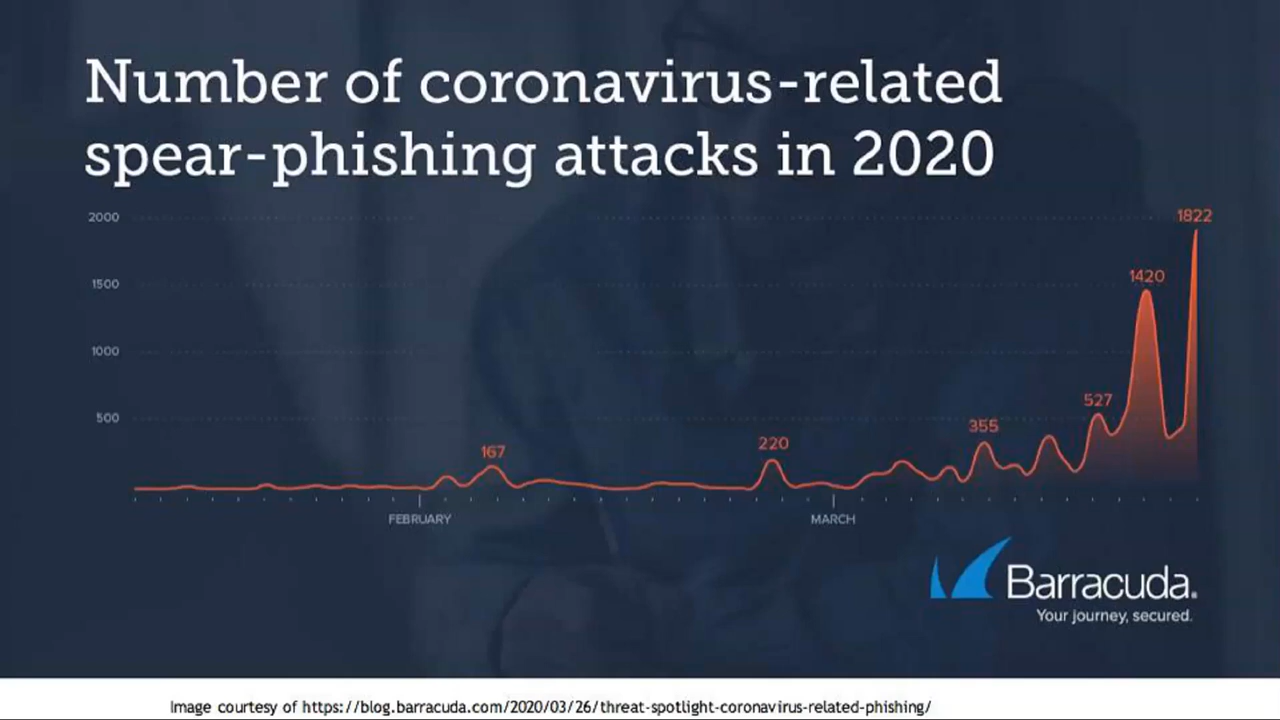 Number of coronavirus-related
spear-phishing attacks in 2020
2000
1822
1500
1420
1000
500
527
355
220
167
FEBRUARY
MARCH
Barracuda.
Your journey, secured.
Image courtesy of https://blog.barracuda.com/2020/03/26/threat-spotlight-coronavirus-related-phishing/